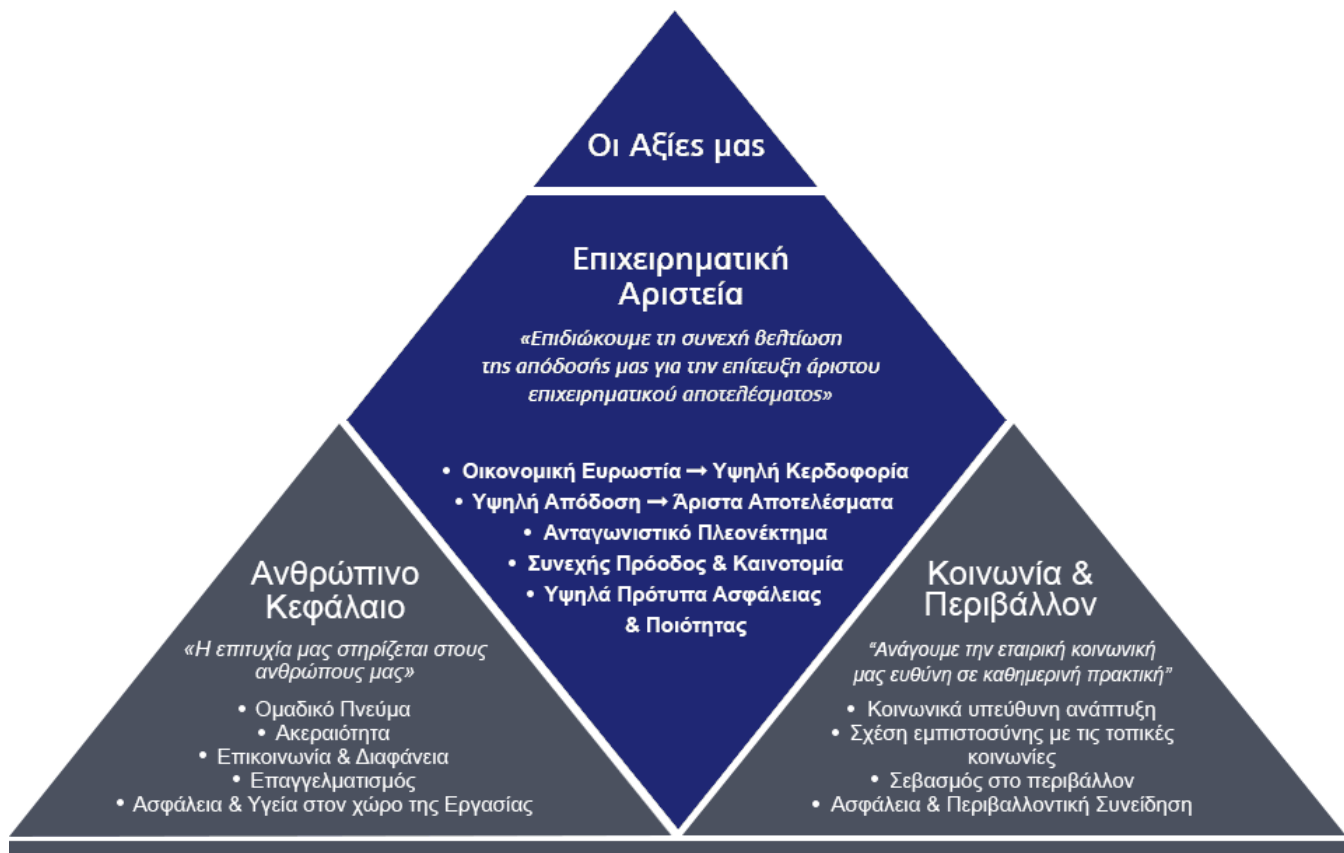 Οι Αξίες μας
Επιχειρηματική
Αριστεία
«Επιδιώκουμε τη συνεχή βελτίωση
της απόδοσής μας για την επίτευξη άριστου
επιχειρηματικού αποτελέσματος»
• Οικονομική Ευρωστία → Υψηλή Κερδοφορία
• Υψηλή Απόδοση → Άριστα Αποτελέσματα
• Ανταγωνιστικό Πλεονέκτημα
• Συνεχής Πρόοδος & Καινοτομία
• Υψηλά Πρότυπα Ασφάλειας
& Ποιότητας
Ανθρώπινο
Κεφάλαιο
«Η επιτυχία μας στηρίζεται στους
ανθρώπους μας»
• Ομαδικό Πνεύμα
• Ακεραιότητα
• Επικοινωνία & Διαφάνεια
• Επαγγελματισμός
• Ασφάλεια & Υγεία στον χώρο της Εργασίας
Κοινωνία &
Περιβάλλον
“Ανάγουμε την εταιρική κοινωνική
μας ευθύνη σε καθημερινή πρακτική”
• Κοινωνικά υπεύθυνη ανάπτυξη
• Σχέση εμπιστοσύνης με τις τοπικές
κοινωνίες
• Σεβασμός στο περιβάλλον
• Ασφάλεια & Περιβαλλοντική Συνείδηση